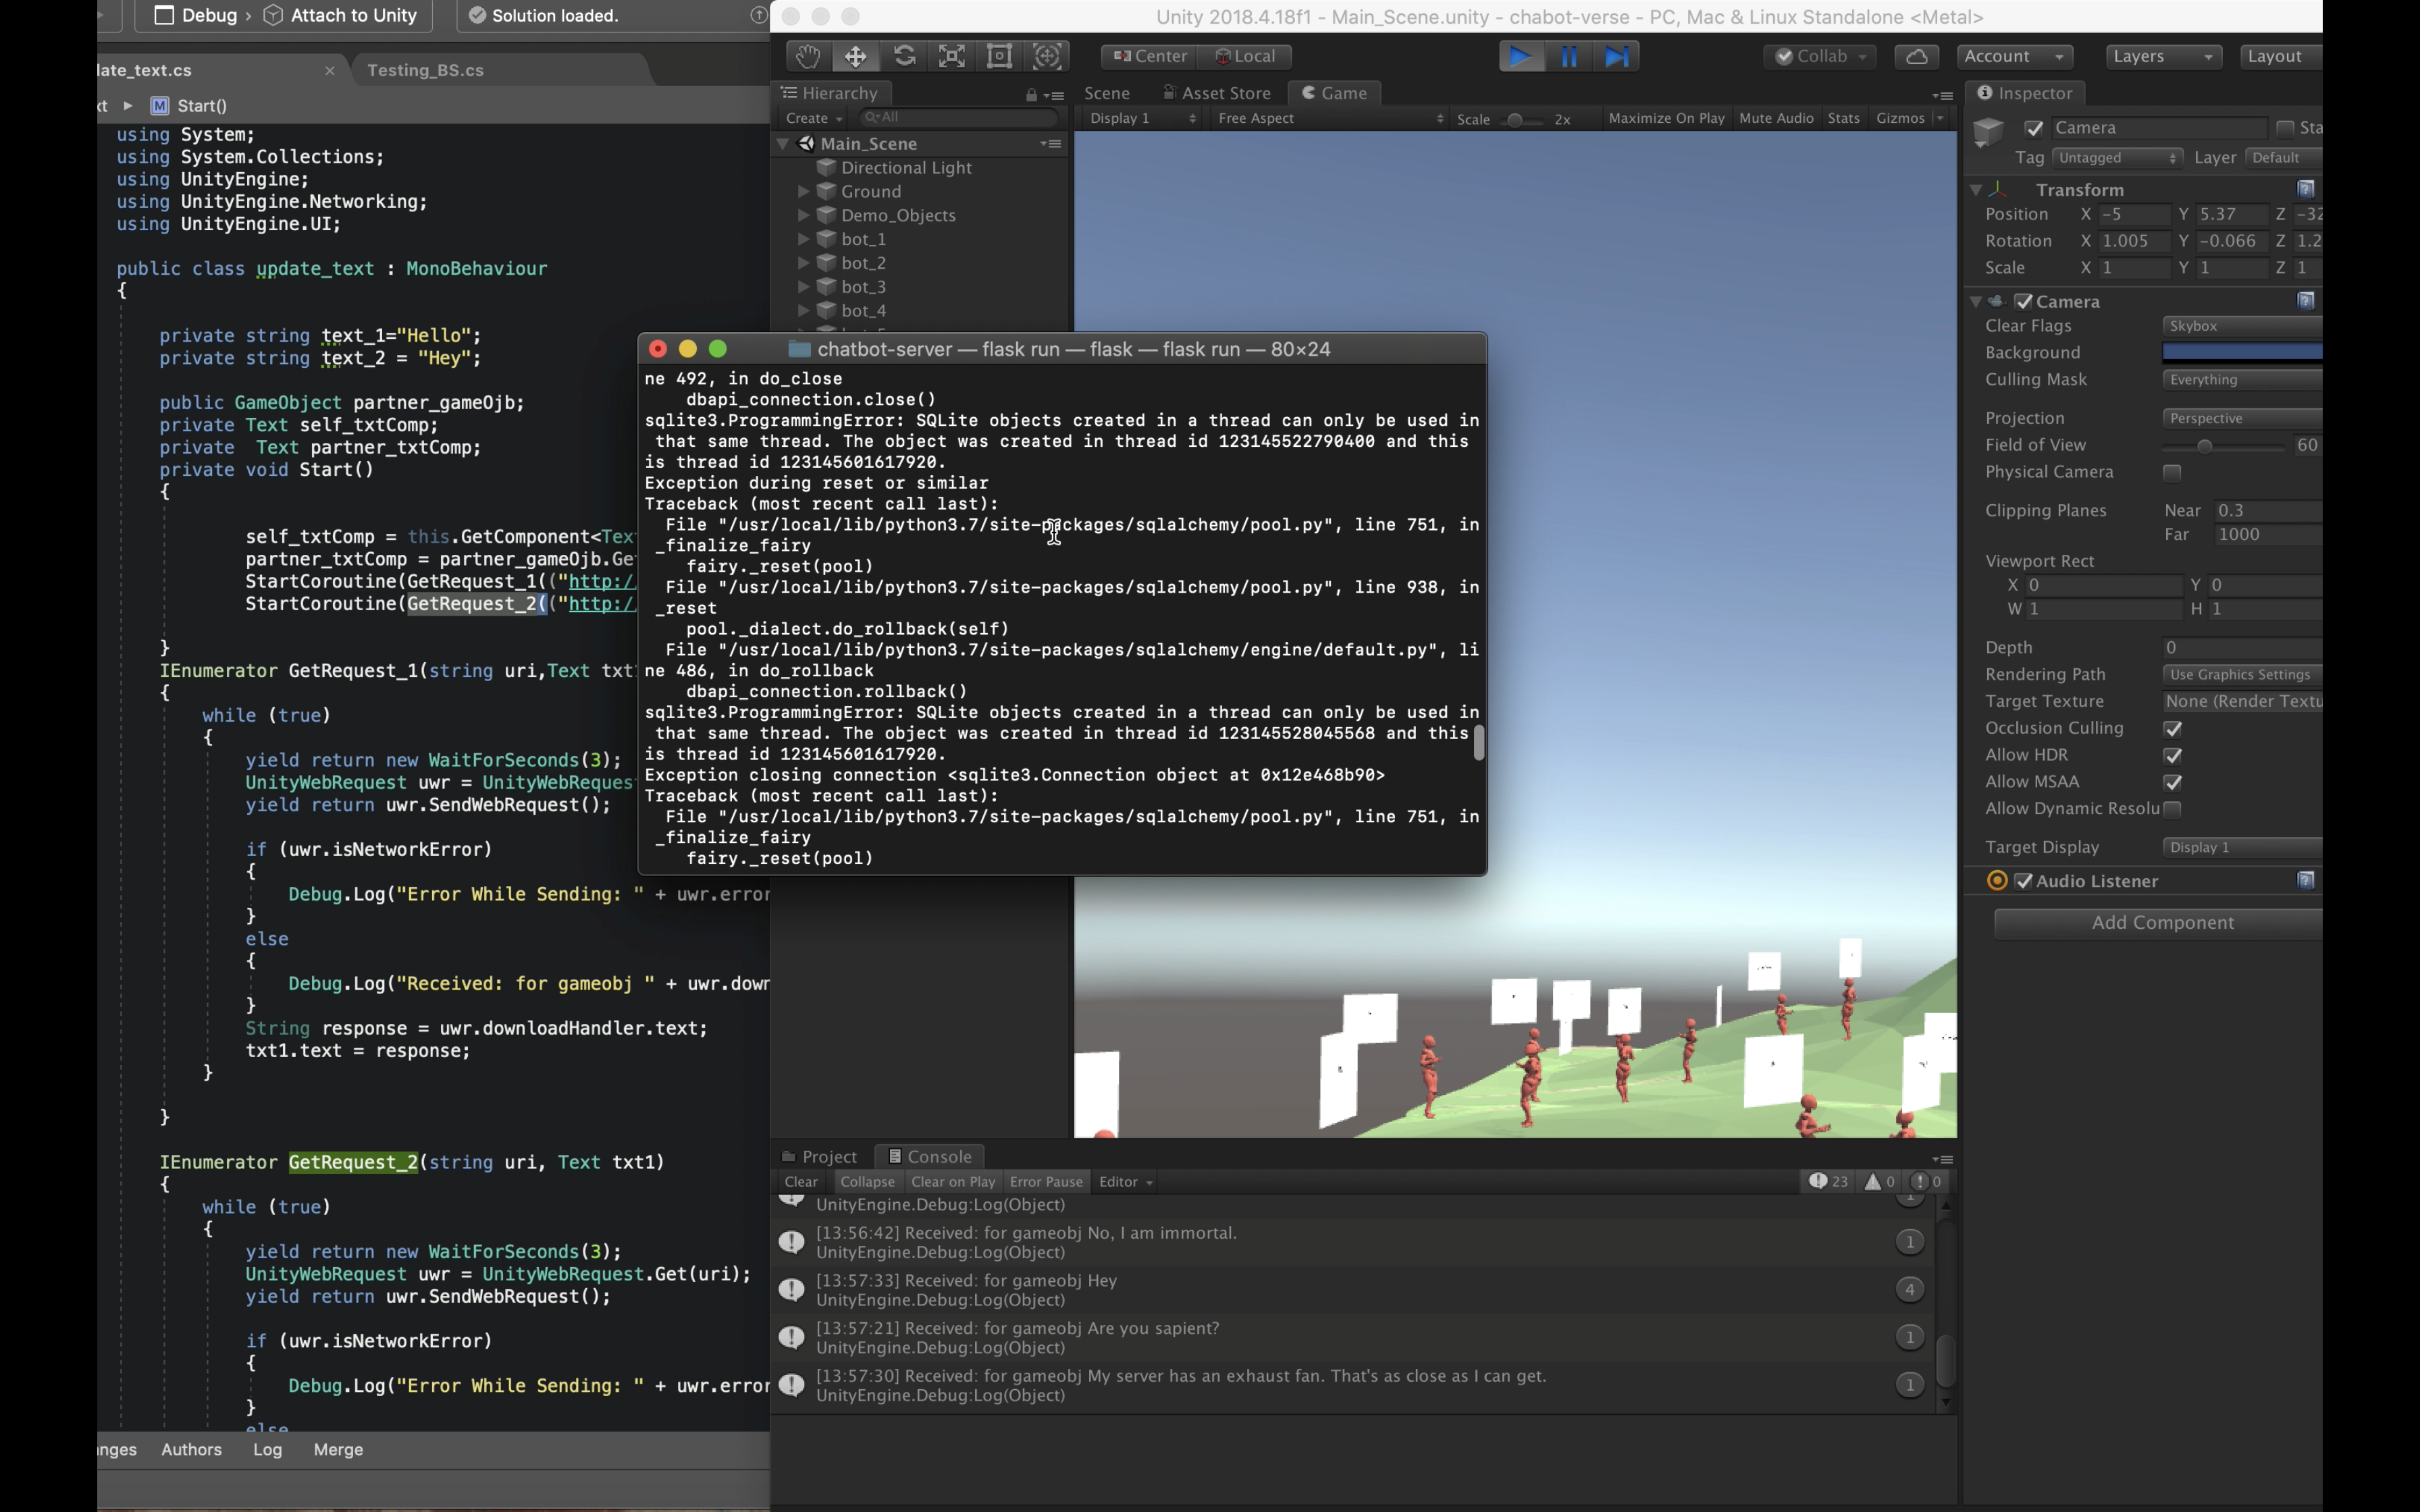 Debug › Attach to Unity
Solution loaded.
Unity 2018.4.18f1 - Main_Scene.unity - chabot-verse - PC, Mac & Linux Standalone <Metal>
Center
Local
Collab
Account
Layers
Layout
late_text.cs
Testing_BS.cs
Start()
using System;
using System.Collections;
using UnityEngine;
using UnityEngine.Networking;
using UnityEngine.UI;
public class update_text : MonoBehaviour
{
private string text_1="Hello";
private string text_2 = "Hey";
public GameObject partner_gameOjb;
private Text self_txtComp;
private  Text partner_txtComp;
private void Start()
{
self_txtComp = this.GetComponent<Tex
partner_txtComp = partner_gameOjb.Ge
StartCoroutine(GetRequest_1(("http:/
StartCoroutine(GetRequest_2(("http:/
}
IEnumerator GetRequest_1(string uri,Text txt
{
while (true)
{
yield return new WaitForSeconds(3);
UnityWebRequest uwr = UnityWebReques
yield return uwr.SendWebRequest();
if (uwr.isNetworkError)
{
Debug.Log("Error While Sending: " + uwr.error
}
else
{
Debug.Log("Received: for gameobj " + uwr.down
}
String response = uwr.downloadHandler.text;
txt1.text = response;
}
}
IEnumerator GetRequest_2(string uri, Text txt1)
{
while (true)
{
yield return new WaitForSeconds(3);
UnityWebRequest uwr = UnityWebRequest.Get(uri);
yield return uwr.SendWebRequest();
if (uwr.isNetworkError)
{
Debug.Log("Error While Sending: " + uwr.error
}
else
nges Authors Log Merge
Hierarchy
Create All
Main_Scene
Directional Light
Ground
Demo_Objects
bot_1
bot_2
bot_3
bot_4
Scene Asset Store Game
Display 1 Free Aspect Scale 2x Maximize On Play Mute Audio Stats Gizmos
chatbot-server — flask run — flask — flask run — 80×24
ne 492, in do_close
dbapi_connection.close()
sqlite3.ProgrammingError: SQLite objects created in a thread can only be used in
that same thread. The object was created in thread id 123145522790400 and this
is thread id 123145601617920.
Exception during reset or similar
Traceback (most recent call last):
File "/usr/local/lib/python3.7/site-packages/sqlalchemy/pool.py", line 751, in
_finalize_fairy
fairy._reset(pool)
File "/usr/local/lib/python3.7/site-packages/sqlalchemy/pool.py", line 938, in
_reset
pool._dialect.do_rollback(self)
File "/usr/local/lib/python3.7/site-packages/sqlalchemy/engine/default.py", li
ne 486, in do_rollback
dbapi_connection.rollback()
sqlite3.ProgrammingError: SQLite objects created in a thread can only be used in
that same thread. The object was created in thread id 123145528045568 and this
is thread id 123145601617920.
Exception closing connection <sqlite3.Connection object at 0x12e468b90>
Traceback (most recent call last):
File "/usr/local/lib/python3.7/site-packages/sqlalchemy/pool.py", line 751, in
_finalize_fairy
fairy._reset(pool)
Project Console
Clear Collapse Clear on Play Error Pause Editor 23 0 0
UnityEngine.Debug:Log(Object)
1
[13:56:42] Received: for gameobj No, I am immortal.
UnityEngine.Debug:Log(Object)
1
[13:57:33] Received: for gameobj Hey
UnityEngine.Debug:Log(Object)
4
[13:57:21] Received: for gameobj Are you sapient?
UnityEngine.Debug:Log(Object)
1
[13:57:30] Received: for gameobj My server has an exhaust fan. That's as close as I can get.
UnityEngine.Debug:Log(Object)
1
Inspector
Camera Sta
Tag Untagged Layer Default
Transform
Position X -5 Y 5.37 Z -32
Rotation X 1.005 Y -0.066 Z 1.2
Scale X 1 Y 1 Z 1
Camera
Clear Flags Skybox
Background
Culling Mask Everything
Projection Perspective
Field of View 60
Physical Camera
Clipping Planes Near 0.3
Far 1000
Viewport Rect
X 0 Y 0
W 1 H 1
Depth 0
Rendering Path Use Graphics Settings
Target Texture None (Render Textu
Occlusion Culling
Allow HDR
Allow MSAA
Allow Dynamic Resolu
Target Display Display 1
Audio Listener
Add Component